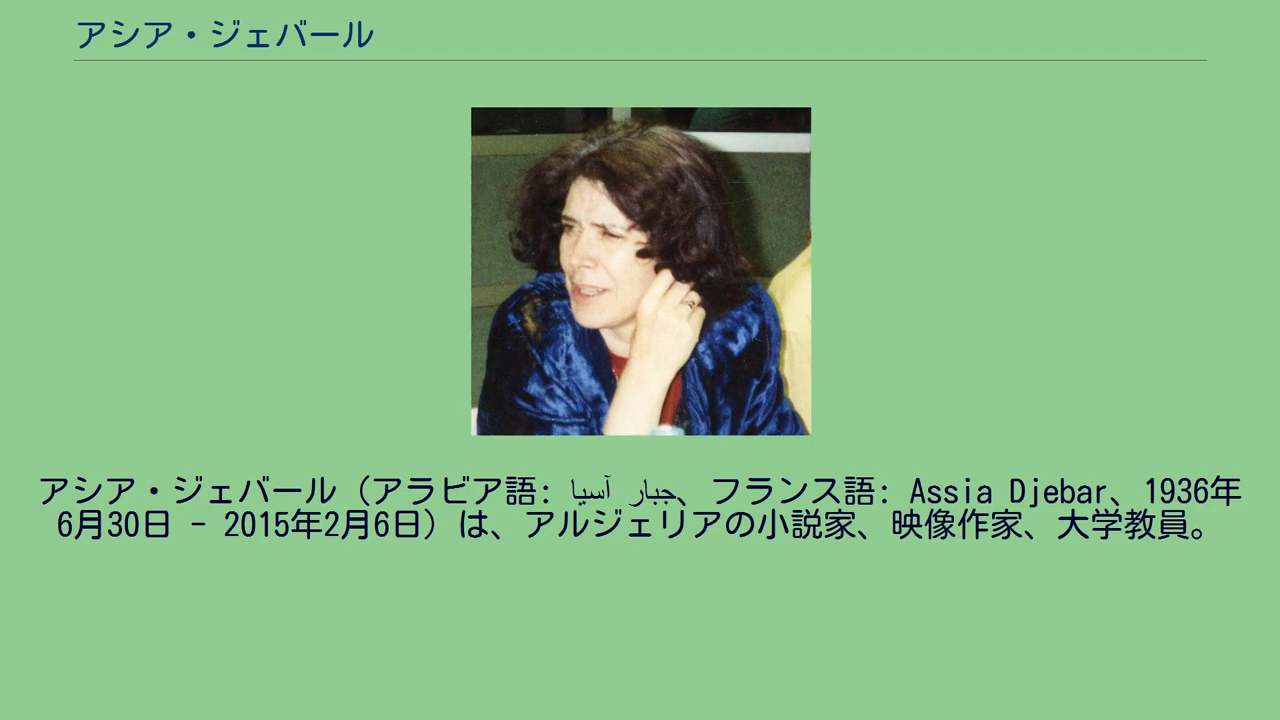 アシア・ジェバール
アシア・ジェバール（アラビア語: جبار آسيا、フランス語: Assia Djebar、1936年
6月30日 - 2015年2月6日）は、アルジェリアの小説家、映像作家、大学教員。